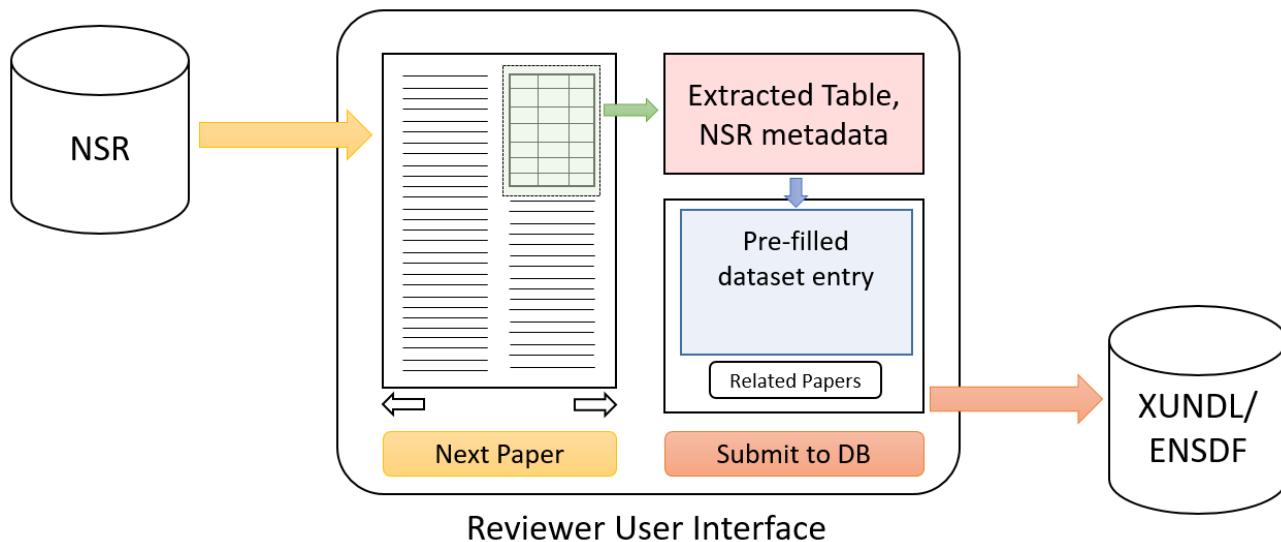 NSR
Extracted Table,
NSR metadata
Pre-filled
dataset entry
Related Papers
Next Paper
Submit to DB
XUNDL/
ENSDF
Reviewer User Interface